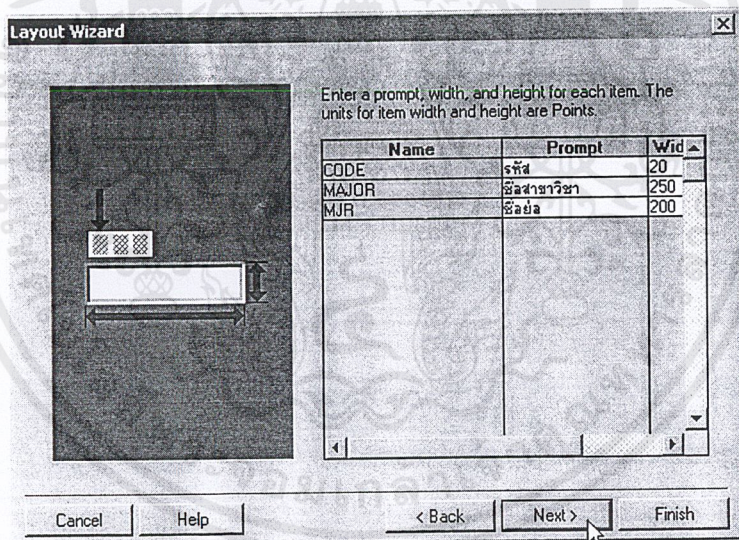 Layout Wizard
Enter a prompt, width, and height for each item. The
units for item width and height are Points.
Name Prompt Wid
CODE รหัส 20
MAJOR ชื่อสาขาวิชา 250
MJR ชื่อย่อ 200
Cancel Help < Back Next > Finish